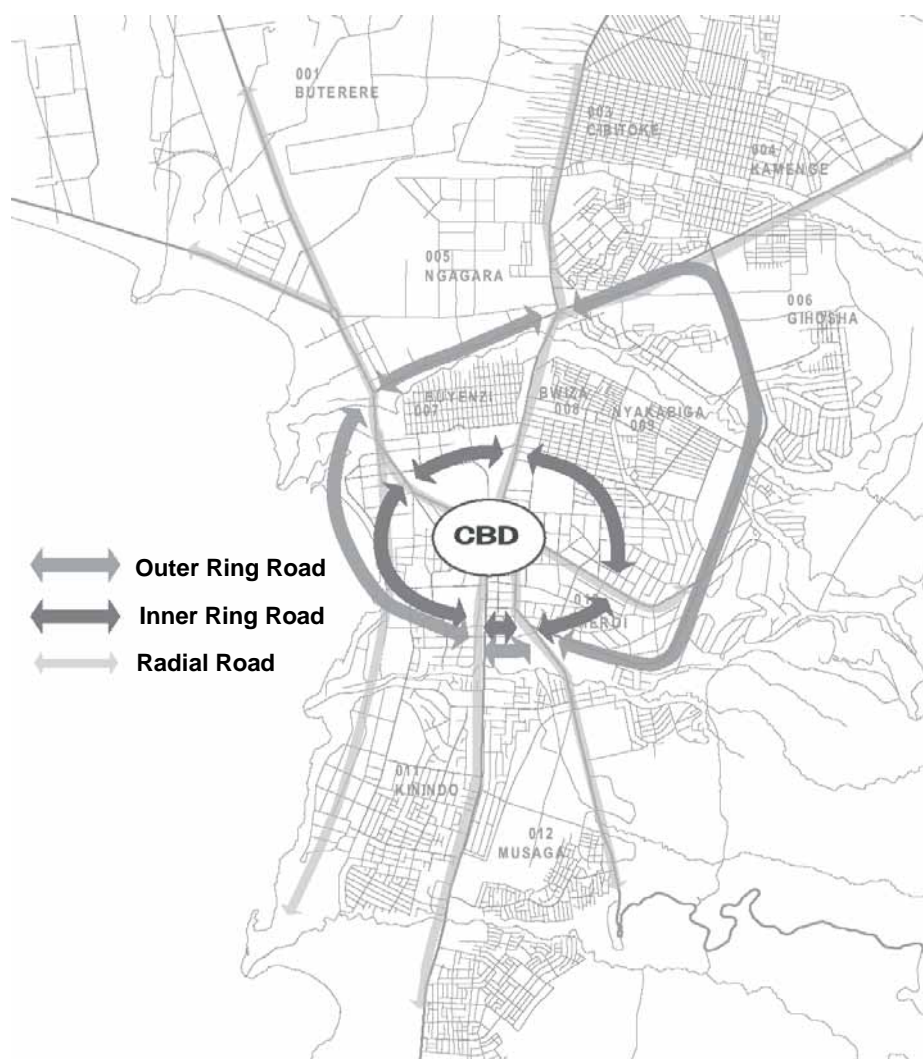 001
BUTERERE
003
CIBITOKE
004
KAMENGE
005
NGAGARA
006
GIHOSHA
BUYENZI
007
BWIZA
008
NYAKABIGA
009
CBD
Outer Ring Road
Inner Ring Road
Radial Road
011
KININDO
012
MUSAGA